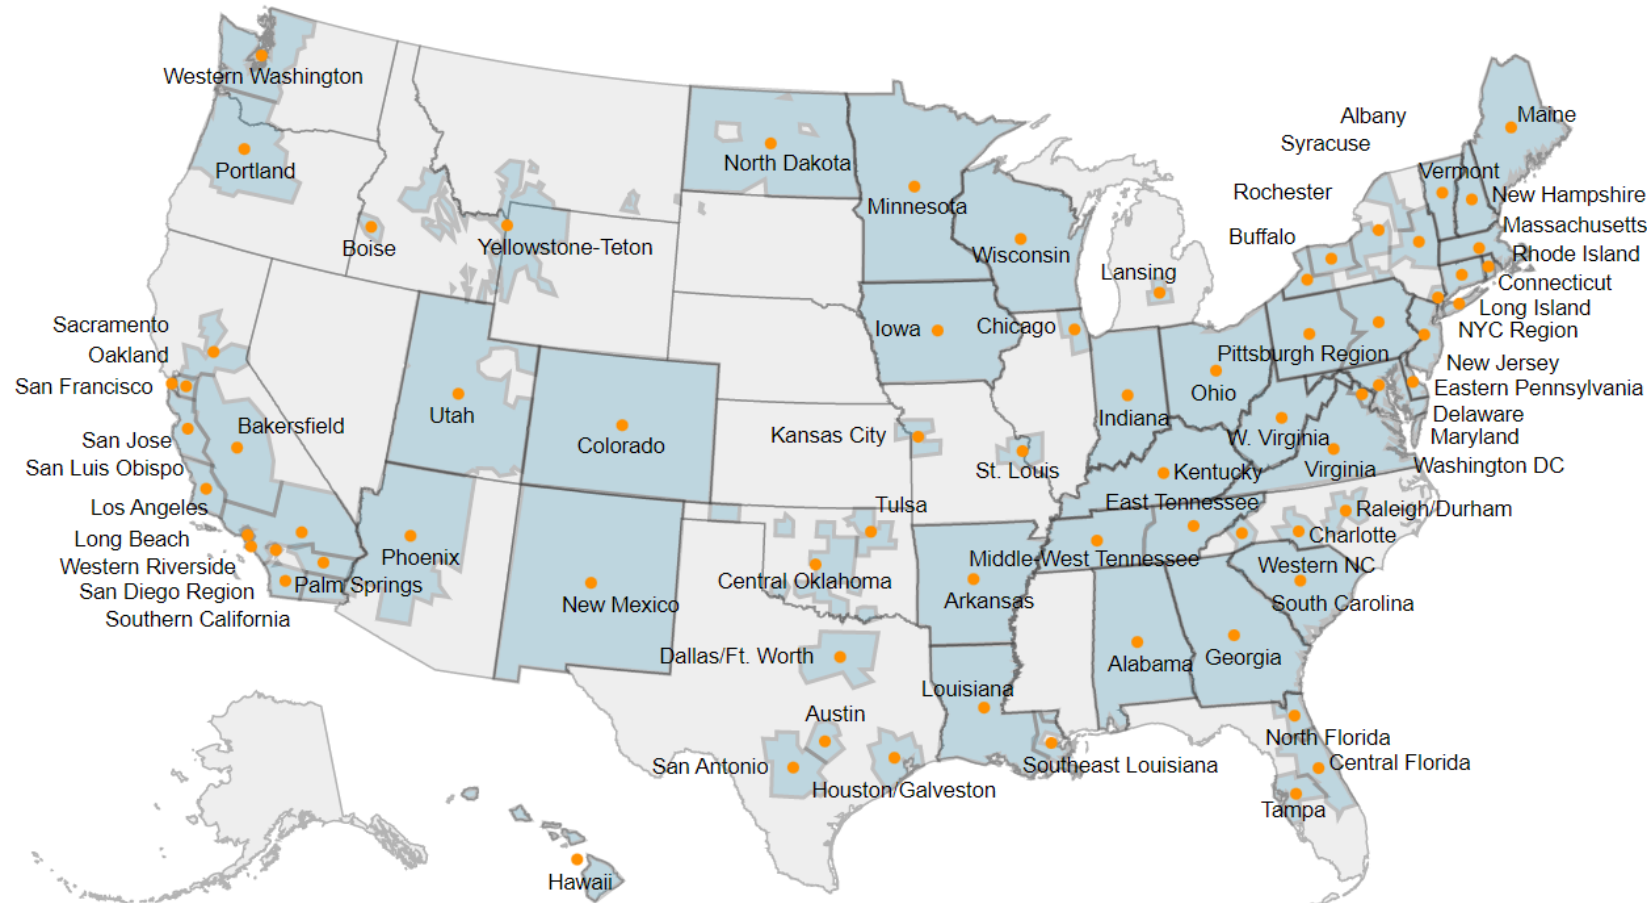 Western Washington
Portland
Boise
Yellowstone-Teton
North Dakota
Minnesota
Wisconsin
Lansing
Albany
Syracuse
Rochester
Buffalo
Maine
Vermont
New Hampshire
Massachusetts
Rhode Island
Connecticut
Long Island
NYC Region
New Jersey
Eastern Pennsylvania
Delaware
Maryland
Washington DC
Sacramento
Oakland
San Francisco
Bakersfield
San Jose
San Luis Obispo
Los Angeles
Long Beach
Western Riverside
San Diego Region
Southern California
Palm Springs
Utah
Colorado
Phoenix
New Mexico
Iowa
Chicago
Kansas City
St. Louis
Indiana
Ohio
Pittsburgh Region
W. Virginia
Virginia
Kentucky
East Tennessee
Middle-West Tennessee
Raleigh/Durham
Charlotte
Western NC
South Carolina
Tulsa
Central Oklahoma
Arkansas
Dallas/Ft. Worth
Austin
San Antonio
Houston/Galveston
Louisiana
Southeast Louisiana
Alabama
Georgia
North Florida
Central Florida
Tampa
Hawaii